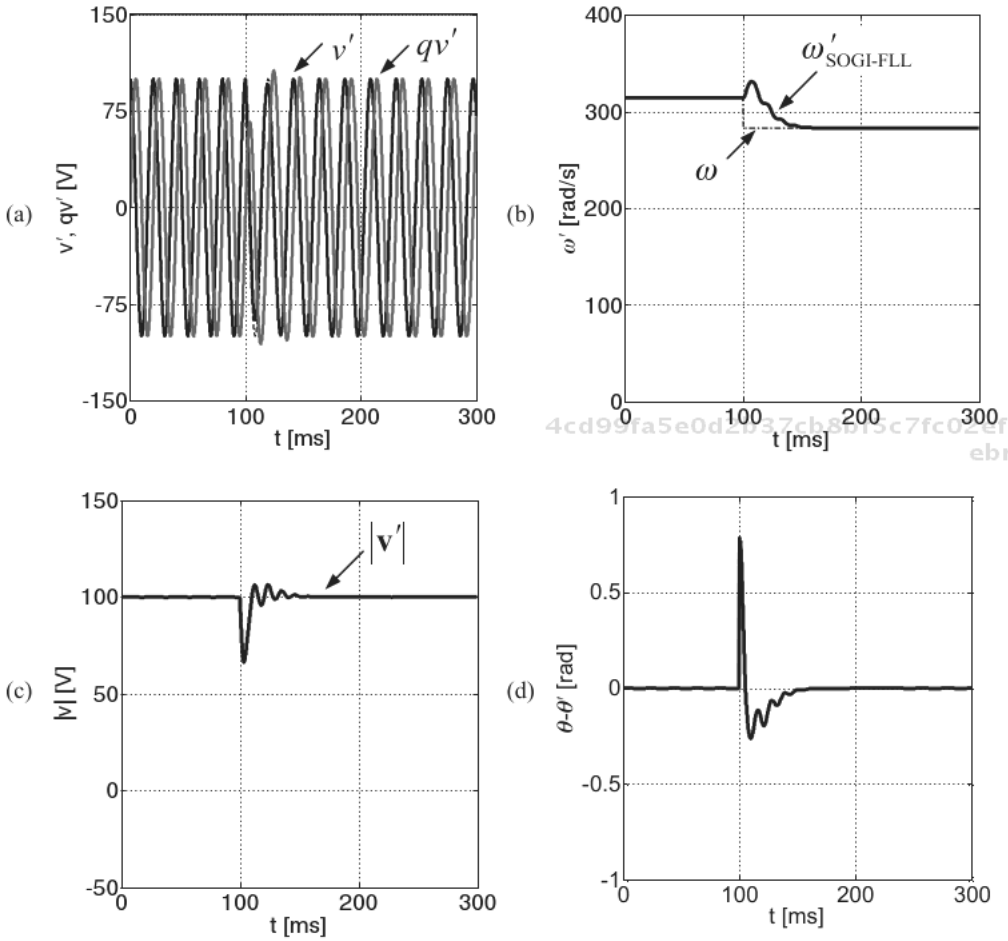 150
75
0
-75
-150
0 100 200 300
t [ms]
v', qv' [V]
v'
qv'
(a)
400
300
200
100
0
0 100 200 300
t [ms]
ω' [rad/s]
ω'SOGI-FLL
ω
(b)
4cd99fa5e0d2b37cb8bf5c7fc02ef
ebr
150
100
50
0
-50
0 100 200 300
t [ms]
|v| [V]
|v'|
(c)
1
0.5
0
-0.5
-1
0 100 200 300
t [ms]
θ-θ' [rad]
(d)